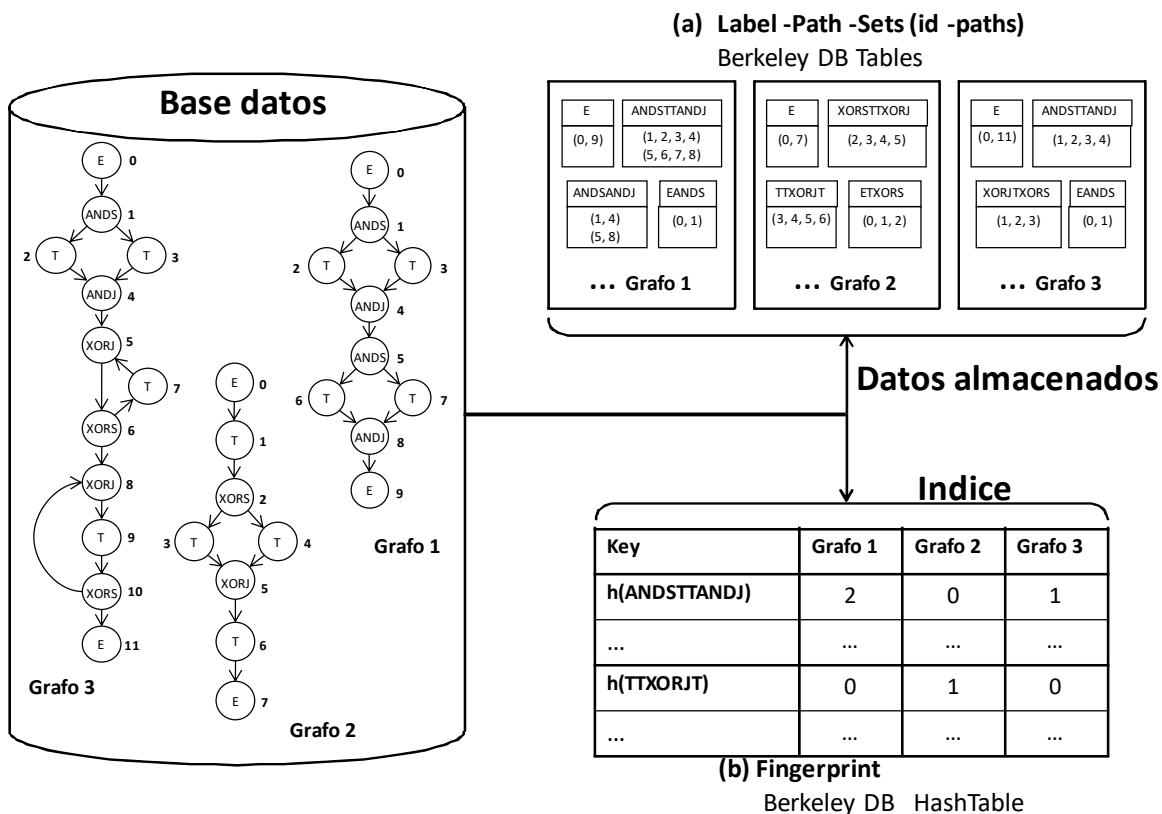 (a) Label -Path -Sets (id -paths)
Berkeley DB Tables
E
(0, 9)
ANDSTTANDJ
(1, 2, 3, 4)
(5, 6, 7, 8)
ANDSANDJ
(1, 4)
(5, 8)
EANDS
(0, 1)
... Grafo 1
E
(0, 7)
XORSTTXORJ
(2, 3, 4, 5)
TTXORJT
(3, 4, 5, 6)
ETXORS
(0, 1, 2)
... Grafo 2
E
(0, 11)
ANDSTTANDJ
(1, 2, 3, 4)
XORJTXORS
(1, 2, 3)
EANDS
(0, 1)
... Grafo 3
Base datos
E 0
ANDS 1
2 T T 3
ANDJ 4
XORJ 5
T 7
XORS 6
XORJ 8
T 9
XORS 10
E 11
Grafo 3
E 0
T 1
XORS 2
3 T T 4
XORJ 5
T 6
E 7
Grafo 2
E 0
ANDS 1
2 T T 3
ANDJ 4
ANDS 5
6 T T 7
ANDJ 8
E 9
Grafo 1
Datos almacenados
Indice
Key Grafo 1 Grafo 2 Grafo 3
h(ANDSTTANDJ) 2 0 1
... ... ... ...
h(TTXORJT) 0 1 0
... ... ... ...
(b) Fingerprint
Berkeley DB HashTable